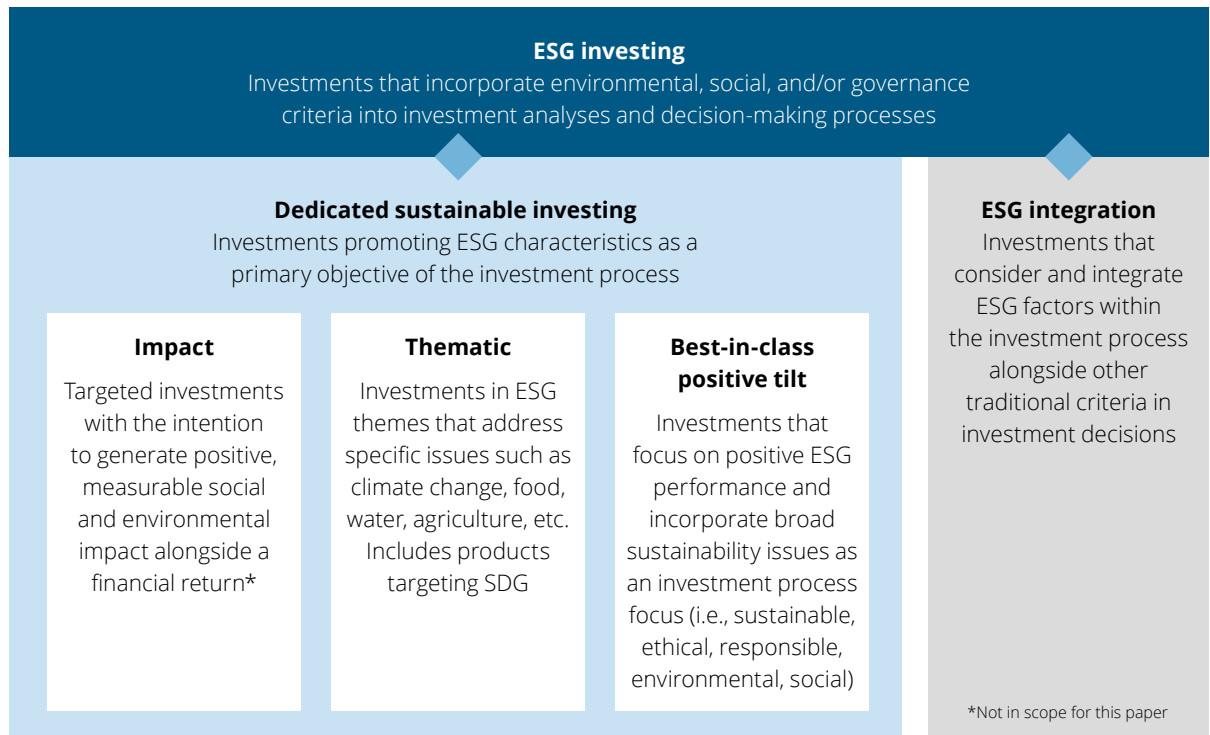 ESG investing
Investments that incorporate environmental, social, and/or governance
criteria into investment analyses and decision-making processes
Dedicated sustainable investing
Investments promoting ESG characteristics as a
primary objective of the investment process
Impact
Targeted investments
with the intention
to generate positive,
measurable social
and environmental
impact alongside a
financial return*
Thematic
Investments in ESG
themes that address
specific issues such as
climate change, food,
water, agriculture, etc.
Includes products
targeting SDG
Best-in-class
positive tilt
Investments that
focus on positive ESG
performance and
incorporate broad
sustainability issues as
an investment process
focus (i.e., sustainable,
ethical, responsible,
environmental, social)
ESG integration
Investments that
consider and integrate
ESG factors within
the investment process
alongside other
traditional criteria in
investment decisions
*Not in scope for this paper